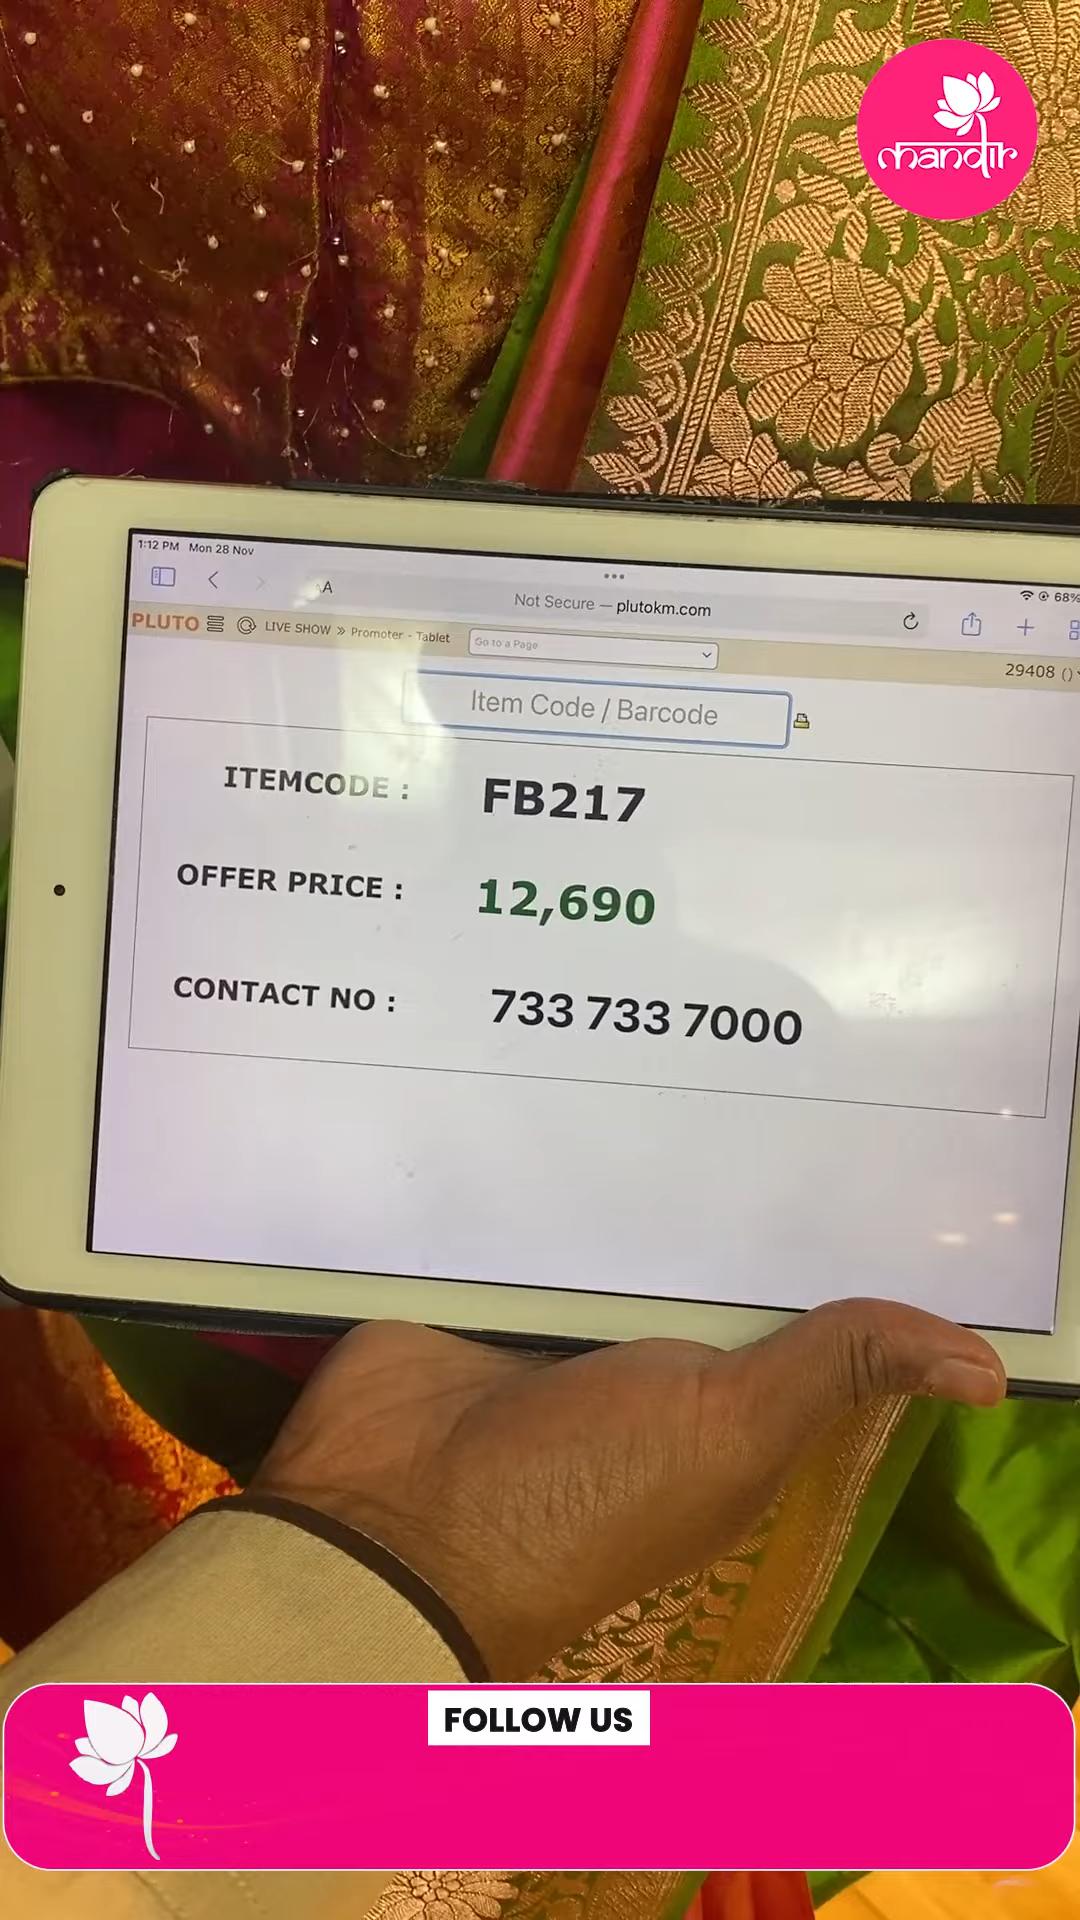 mandir
1:12 PM Mon 28 Nov
68%
AA
Not Secure — plutokm.com
PLUTO LIVE SHOW » Promoter - Tablet Go to a Page
29408 ()
Item Code / Barcode
ITEMCODE : FB217
OFFER PRICE : 12,690
CONTACT NO : 733 733 7000
FOLLOW US